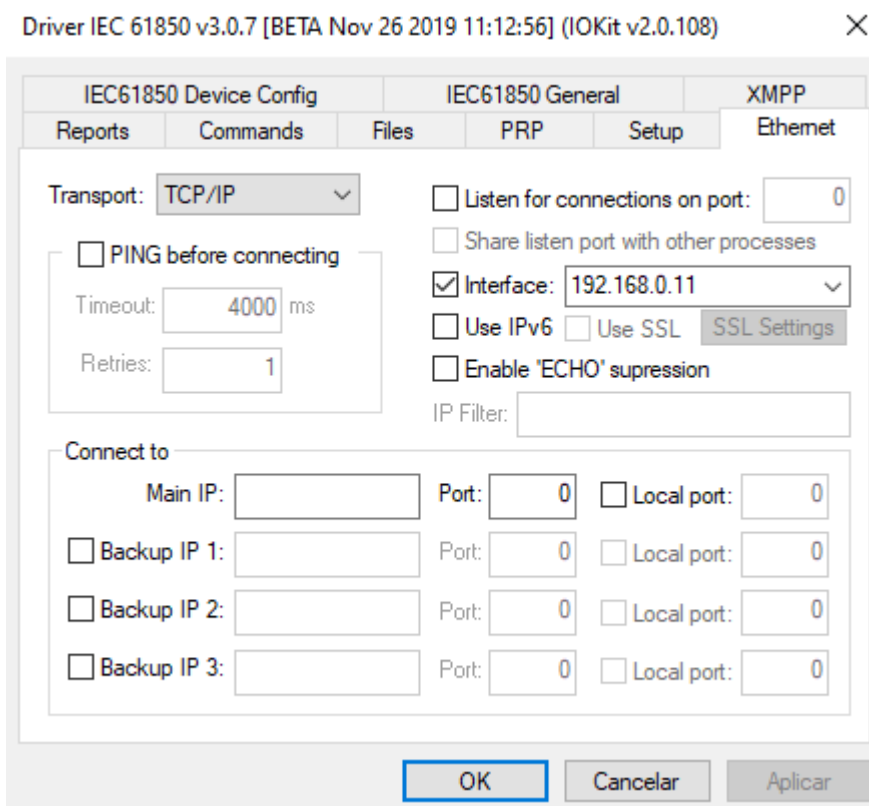 Driver IEC 61850 v3.0.7 [BETA Nov 26 2019 11:12:56] (IOKit v2.0.108)
IEC61850 Device Config IEC61850 General XMPP
Reports Commands Files PRP Setup Ethernet
Transport: TCP/IP
Listen for connections on port: 0
Share listen port with other processes
PING before connecting
Interface: 192.168.0.11
Timeout: 4000 ms
Use IPv6 Use SSL SSL Settings
Retries: 1
Enable "ECHO" supression
IP Filter:
Connect to
Main IP: Port: 0 Local port: 0
Backup IP 1: Port: 0 Local port: 0
Backup IP 2: Port: 0 Local port: 0
Backup IP 3: Port: 0 Local port: 0
OK Cancelar Aplicar